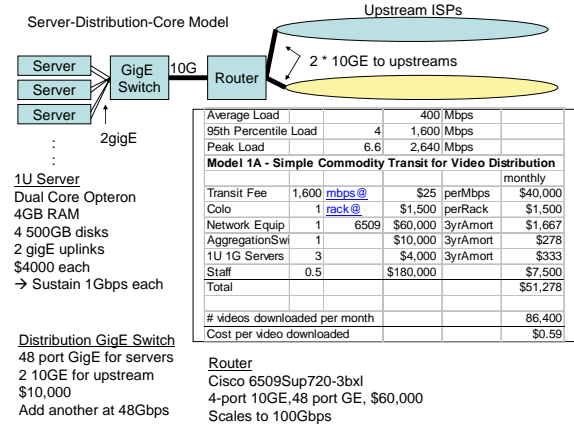 Server-Distribution-Core Model
Upstream ISPs
Server
Server
Server
GigE
Switch
10G
Router
2 * 10GE to upstreams
2gigE
:
:
1U Server
Dual Core Opteron
4GB RAM
4 500GB disks
2 gigE uplinks
$4000 each
→ Sustain 1Gbps each
Average Load 400 Mbps
95th Percentile Load 4 1,600 Mbps
Peak Load 6.6 2,640 Mbps
Model 1A - Simple Commodity Transit for Video Distribution
monthly
Transit Fee 1,600 mbps@ $25 perMbps $40,000
Colo 1 rack@ $1,500 perRack $1,500
Network Equip 1 6509 $60,000 3yrAmort $1,667
AggregationSwi 1 $10,000 3yrAmort $278
1U 1G Servers 3 $4,000 3yrAmort $333
Staff 0.5 $180,000 $7,500
Total $51,278
# videos downloaded per month 86,400
Cost per video downloaded $0.59
Distribution GigE Switch
48 port GigE for servers
2 10GE for upstream
$10,000
Add another at 48Gbps
Router
Cisco 6509Sup720-3bxl
4-port 10GE,48 port GE, $60,000
Scales to 100Gbps